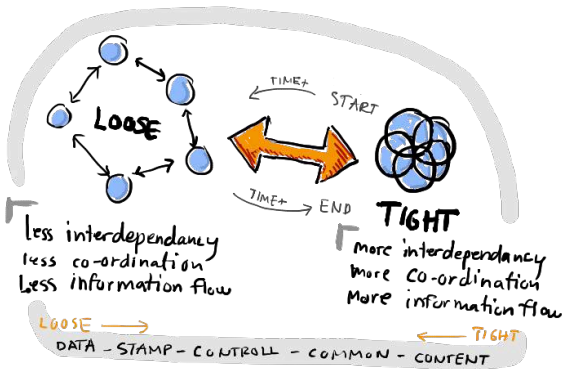 TIME+
START
LOOSE
TIME+
END
TIGHT
Less interdependancy
Less co-ordination
Less information flow
more interdependancy
more co-ordination
More information flow
LOOSE
TIGHT
DATA - STAMP - CONTROLL - COMMON - CONTENT